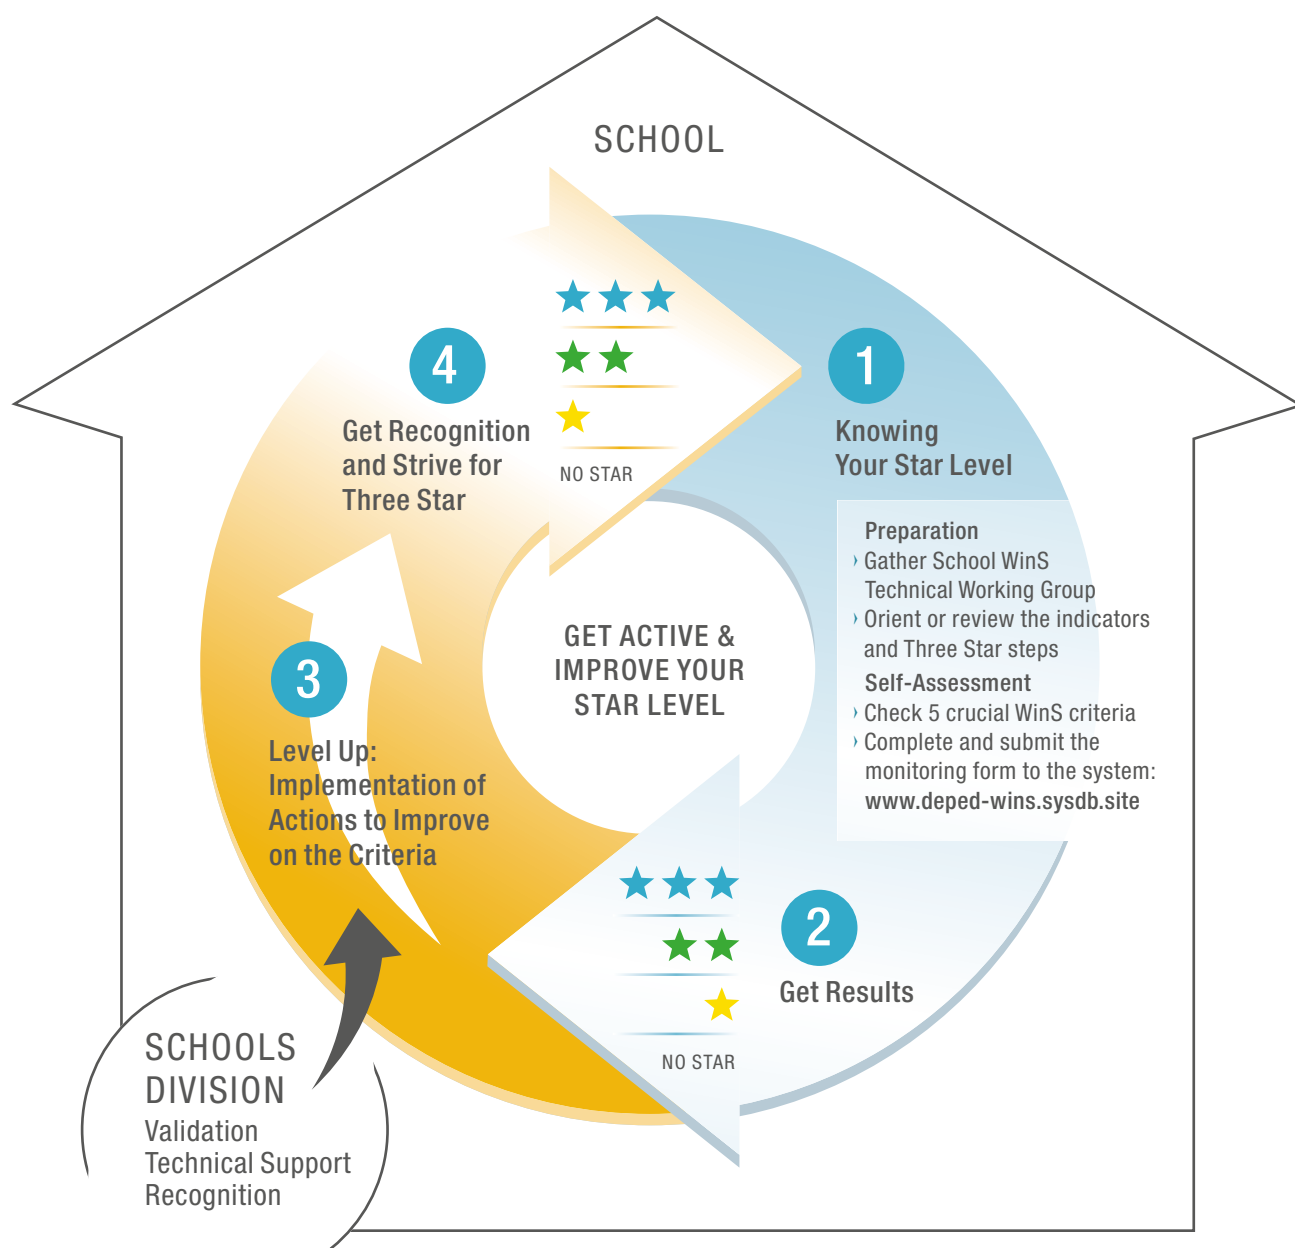 SCHOOL
1
Knowing
Your Star Level
Preparation
› Gather School WinS
Technical Working Group
› Orient or review the indicators
and Three Star steps
Self-Assessment
› Check 5 crucial WinS criteria
› Complete and submit the
monitoring form to the system:
www.deped-wins.sysdb.site
2
Get Results
NO STAR
3
Level Up:
Implementation of
Actions to Improve
on the Criteria
4
Get Recognition
and Strive for
Three Star
NO STAR
GET ACTIVE &
IMPROVE YOUR
STAR LEVEL
SCHOOLS
DIVISION
Validation
Technical Support
Recognition